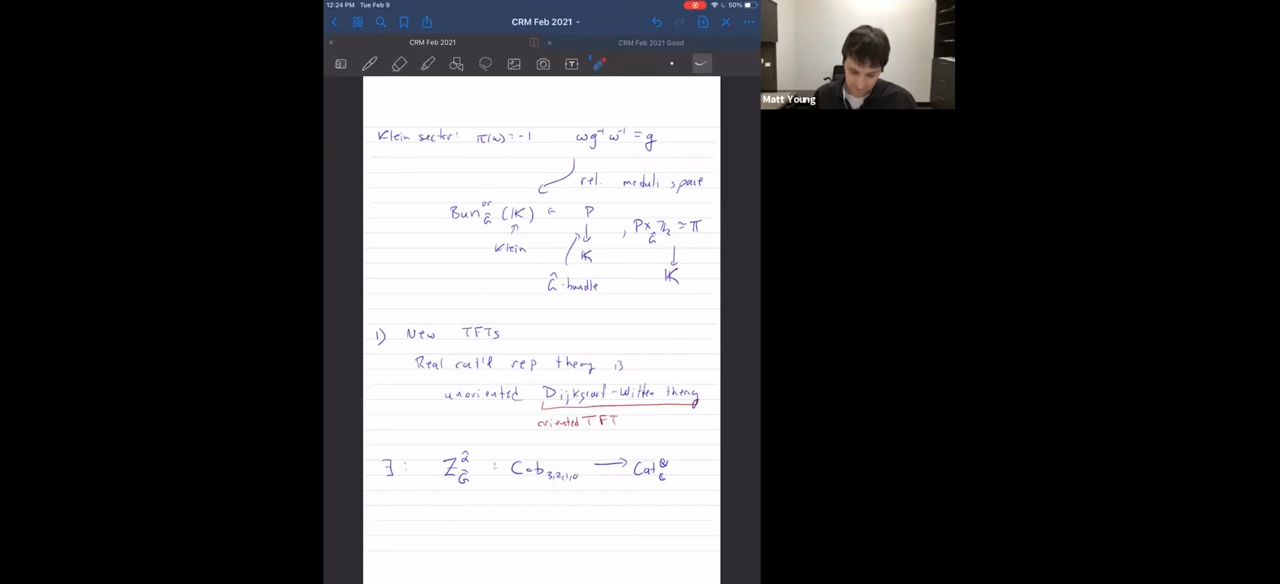 12:24 PM Tue Feb 9
50%
CRM Feb 2021
CRM Feb 2021
CRM Feb 2021 Good
Matt Young
Klein sector: π(ω) = -1 ωg⁻¹ω⁻¹ = g
rel. moduli space
Bun^or_Ĝ (𝕂) ∋ P
, P×_Ĝ ℤ₂ ≃ π
Klein 𝕂 𝕂
Ĝ-bundle
1) New TFTs
Real cat'l rep theory is
unoriented Dijkgraaf-Witten theory
oriented TFT
∃ : Z^2_Ĝ : Cob_3,2,1,0 → Cat